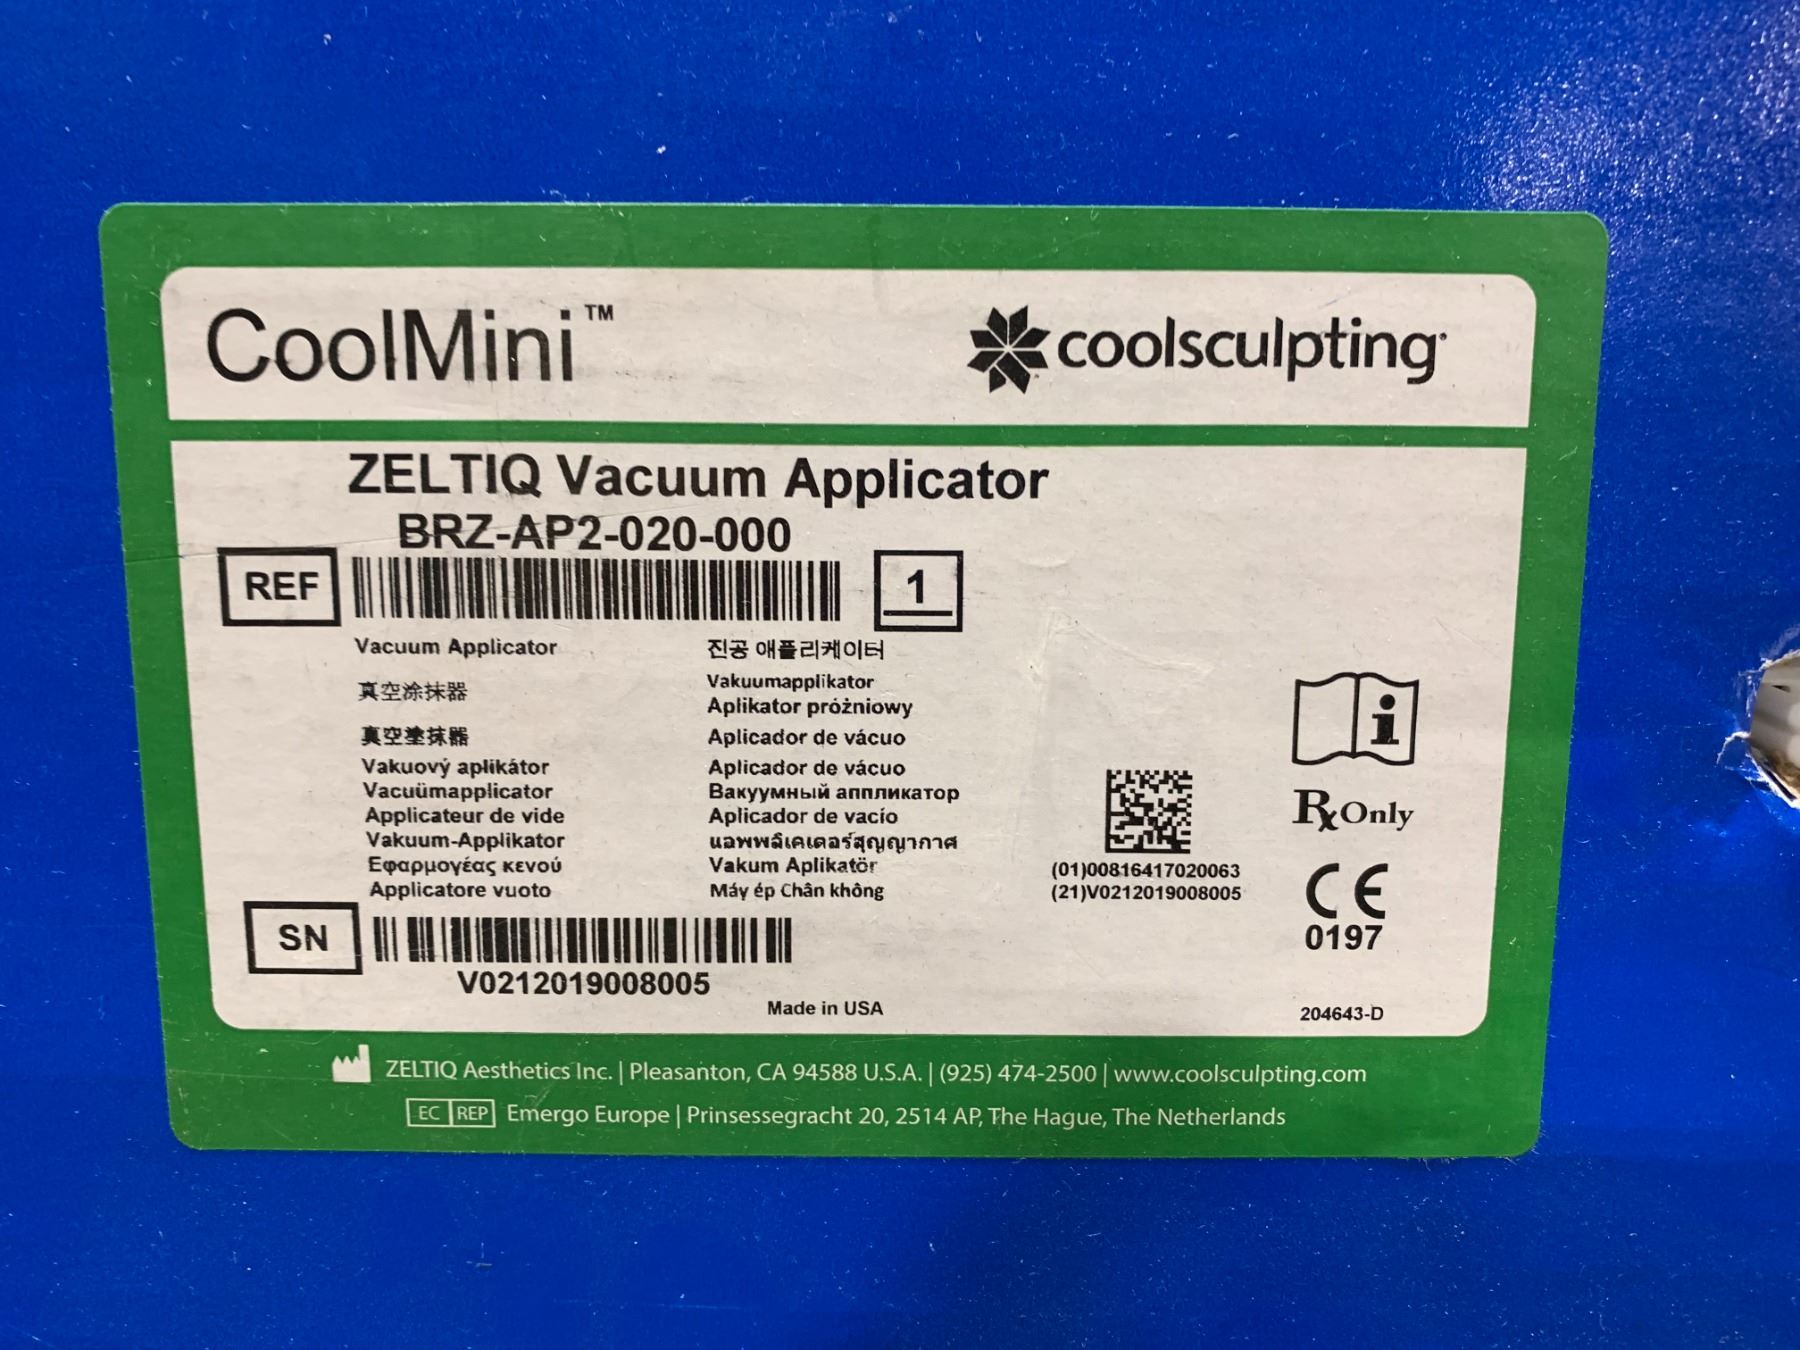 CoolMini™
coolsculpting®
ZELTIQ Vacuum Applicator
BRZ-AP2-020-000
REF
1
Vacuum Applicator
真空涂抹器
真空塗抹器
Vakuový aplikátor
Vacuümapplicator
Applicateur de vide
Vakuum-Applikator
Εφαρμογέας κενού
Applicatore vuoto
진공 애플리케이터
Vakuumapplikator
Aplikator próżniowy
Aplicador de vácuo
Aplicador de vácuo
Вакуумный аппликатор
Aplicador de vacío
แอพพลิเคเตอร์สุญญากาศ
Vakum Aplikatör
Máy ép Chân không
(01)00816417020063
(21)V0212019008005
i
Rx Only
CE
0197
SN
V0212019008005
Made in USA
204643-D
ZELTIQ Aesthetics Inc. | Pleasanton, CA 94588 U.S.A. | (925) 474-2500 | www.coolsculpting.com
EC REP Emergo Europe | Prinsessegracht 20, 2514 AP, The Hague, The Netherlands